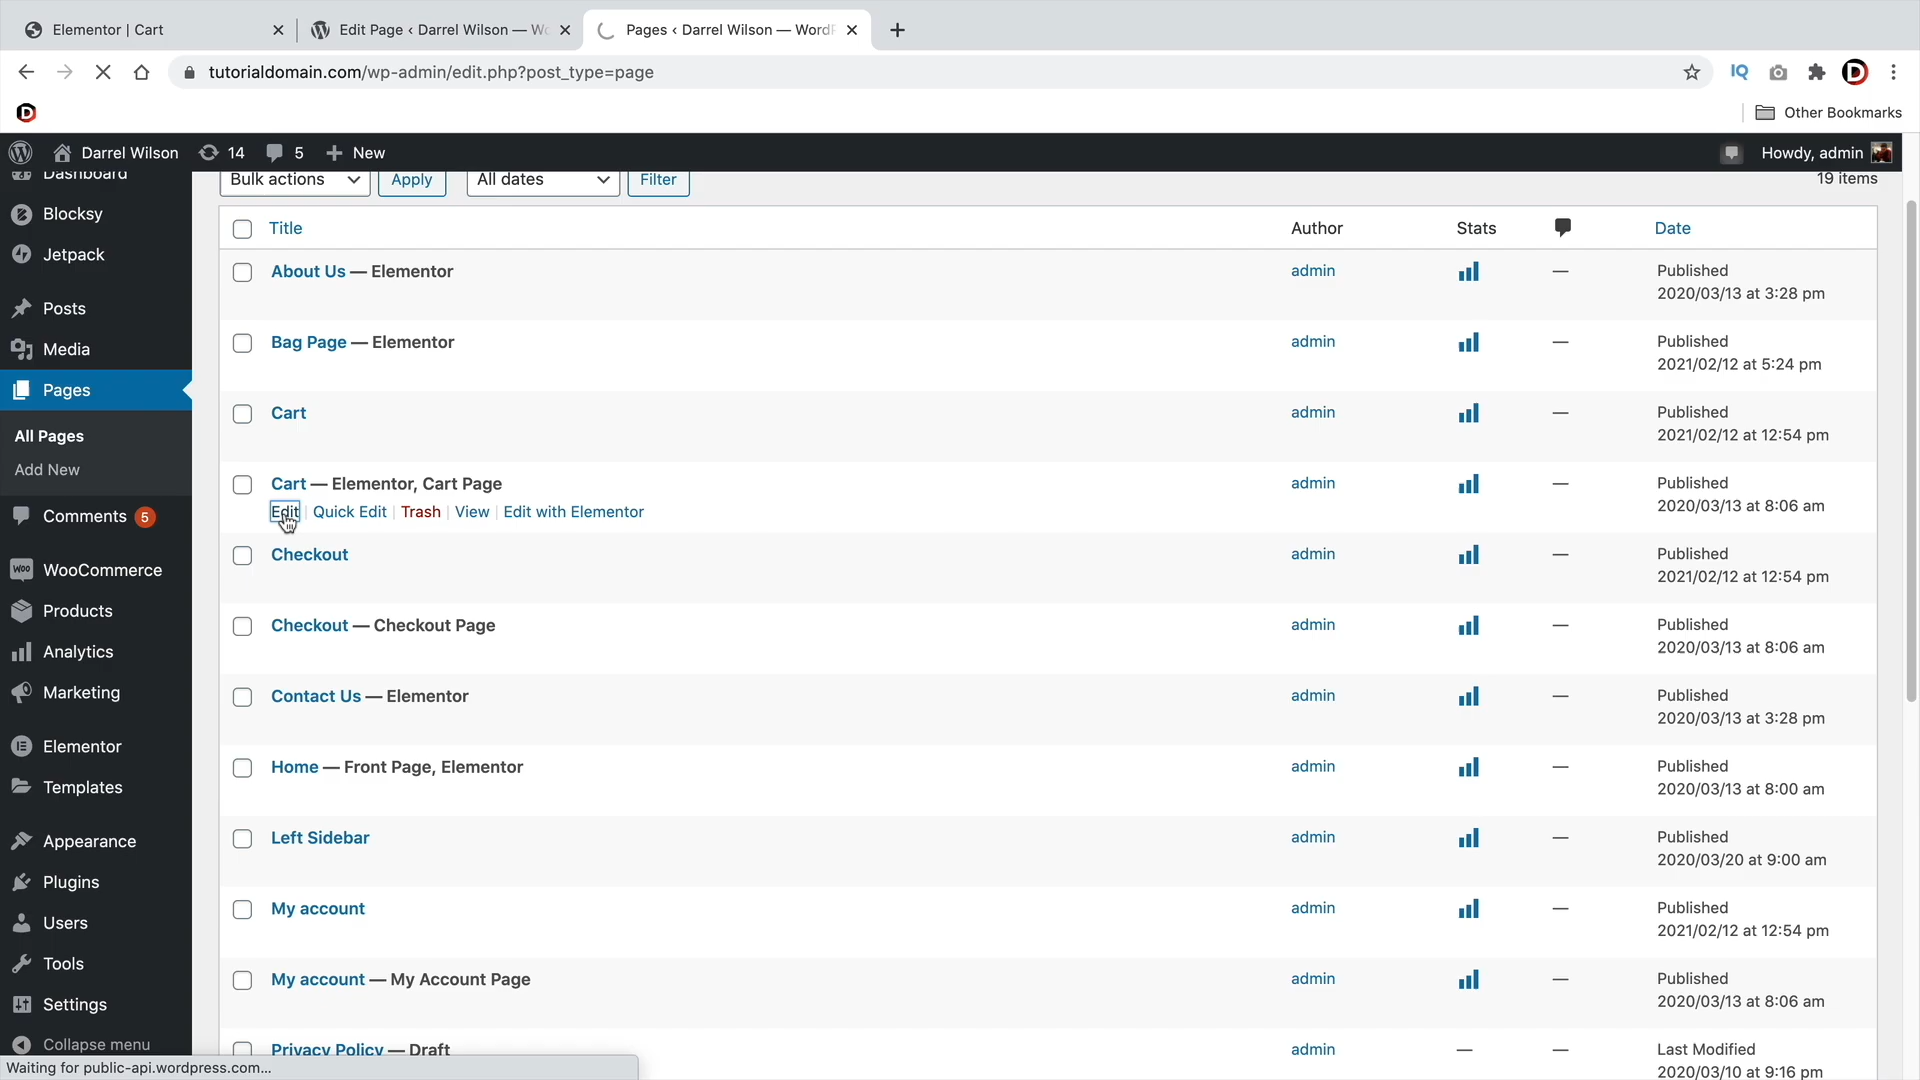 Elementor | Cart
Edit Page ‹ Darrel Wilson — Wo
Pages ‹ Darrel Wilson — WordP
tutorialdomain.com/wp-admin/edit.php?post_type=page
IQ
Other Bookmarks
Darrel Wilson 14 5 New
Howdy, admin
Dashboard
Blocksy
Jetpack
Posts
Media
Pages
All Pages
Add New
Comments 5
WooCommerce
Products
Analytics
Marketing
Elementor
Templates
Appearance
Plugins
Users
Tools
Settings
Collapse menu
Bulk actions Apply All dates Filter 19 items
Title Author Stats Date
About Us — Elementor admin — Published
2020/03/13 at 3:28 pm
Bag Page — Elementor admin — Published
2021/02/12 at 5:24 pm
Cart admin — Published
2021/02/12 at 12:54 pm
Cart — Elementor, Cart Page admin — Published
Edit | Quick Edit | Trash | View | Edit with Elementor 2020/03/13 at 8:06 am
Checkout admin — Published
2021/02/12 at 12:54 pm
Checkout — Checkout Page admin — Published
2020/03/13 at 8:06 am
Contact Us — Elementor admin — Published
2020/03/13 at 3:28 pm
Home — Front Page, Elementor admin — Published
2020/03/13 at 8:00 am
Left Sidebar admin — Published
2020/03/20 at 9:00 am
My account admin — Published
2021/02/12 at 12:54 pm
My account — My Account Page admin — Published
2020/03/13 at 8:06 am
Privacy Policy — Draft admin — — Last Modified
2020/03/10 at 9:16 pm
Waiting for public-api.wordpress.com...